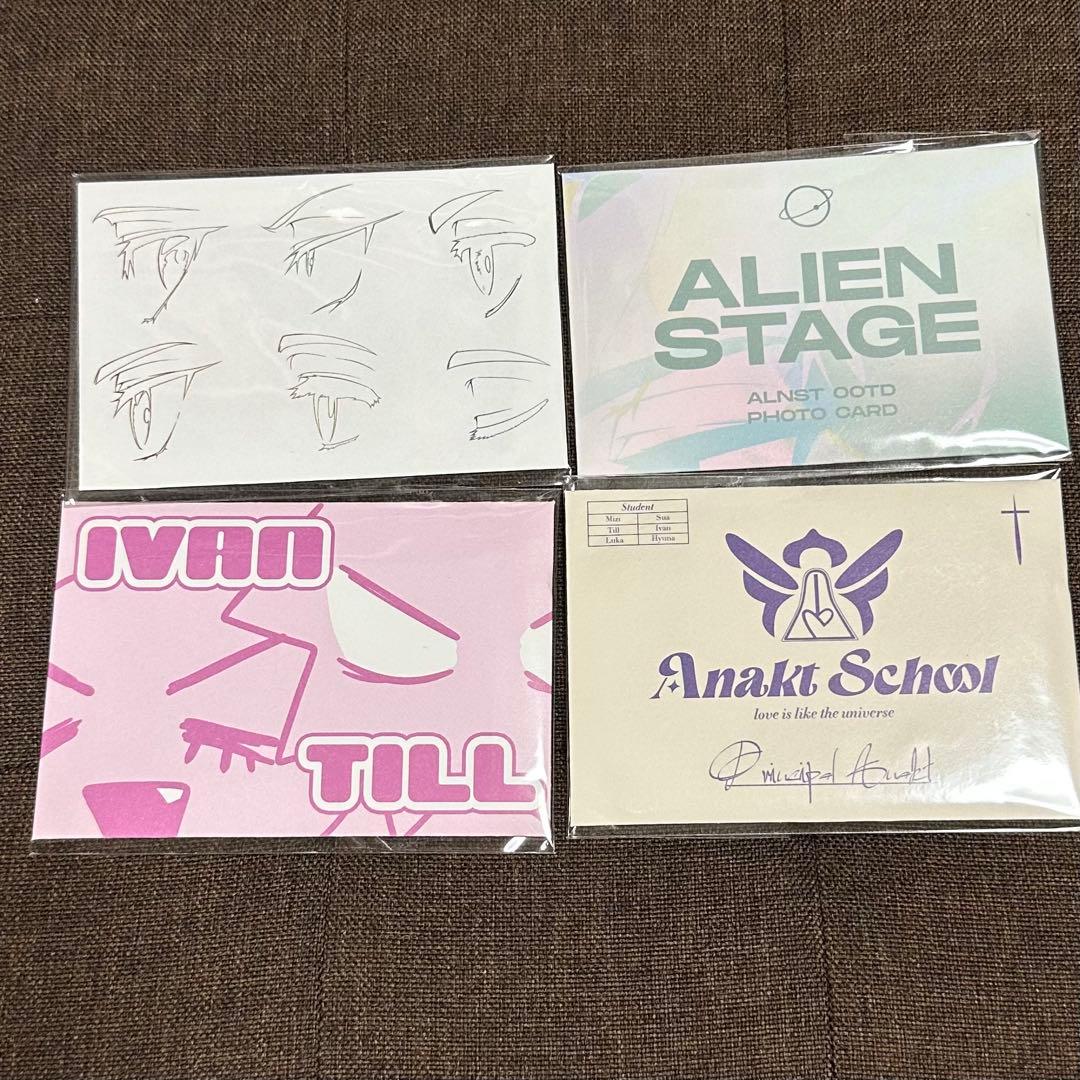 ALIEN
STAGE
ALNST OOTD
PHOTO CARD
IVAN
TILL
Student
Mizi Sua
Till Ivan
Luka Hyuna
Anakt School
love is like the universe
Principal Anakt